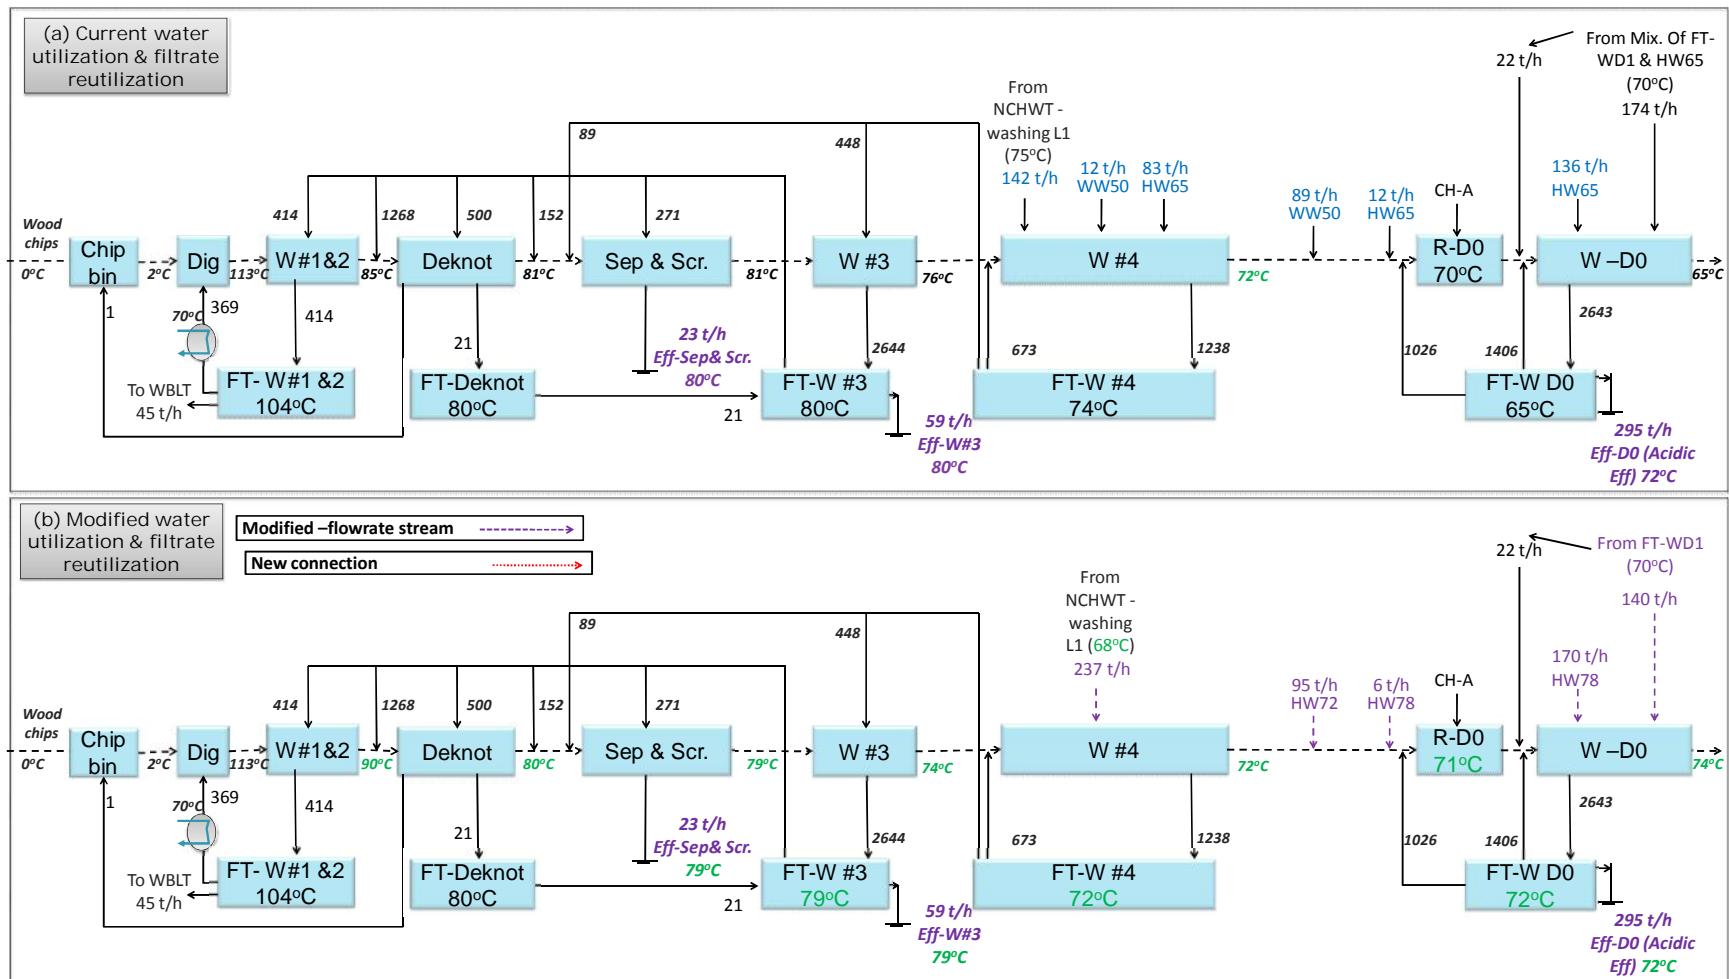 (a) Current water
utilization & filtrate
reutilization
22 t/h
From Mix. Of FT-
WD1 & HW65
(70°C)
174 t/h
From
NCHWT -
washing L1
(75°C)
142 t/h
12 t/h
WW50
83 t/h
HW65
89 t/h
WW50
12 t/h
HW65
CH-A
136 t/h
HW65
89
448
414
1268
500
152
271
Wood
chips
0°C
Chip
bin
2°C
Dig
113°C
W#1&2
85°C
Deknot
81°C
Sep & Scr.
81°C
W #3
76°C
W #4
72°C
R-D0
70°C
W –D0
65°C
1
70°C
369
414
21
23 t/h
Eff-Sep& Scr.
80°C
2644
673
1238
1026
1406
2643
To WBLT
45 t/h
FT- W#1 &2
104°C
FT-Deknot
80°C
21
FT-W #3
80°C
59 t/h
Eff-W#3
80°C
FT-W #4
74°C
FT-W D0
65°C
295 t/h
Eff-D0 (Acidic
Eff) 72°C
(b) Modified water
utilization & filtrate
reutilization
Modified –flowrate stream
New connection
22 t/h
From FT-WD1
(70°C)
140 t/h
From
NCHWT -
washing
L1 (68°C)
237 t/h
95 t/h
HW72
6 t/h
HW78
CH-A
170 t/h
HW78
89
448
414
1268
500
152
271
Wood
chips
0°C
Chip
bin
2°C
Dig
113°C
W#1&2
90°C
Deknot
80°C
Sep & Scr.
79°C
W #3
74°C
W #4
72°C
R-D0
71°C
W –D0
74°C
1
70°C
369
414
21
23 t/h
Eff-Sep& Scr.
79°C
2644
673
1238
1026
1406
2643
To WBLT
45 t/h
FT- W#1 &2
104°C
FT-Deknot
80°C
21
FT-W #3
79°C
59 t/h
Eff-W#3
79°C
FT-W #4
72°C
FT-W D0
72°C
295 t/h
Eff-D0 (Acidic
Eff) 72°C